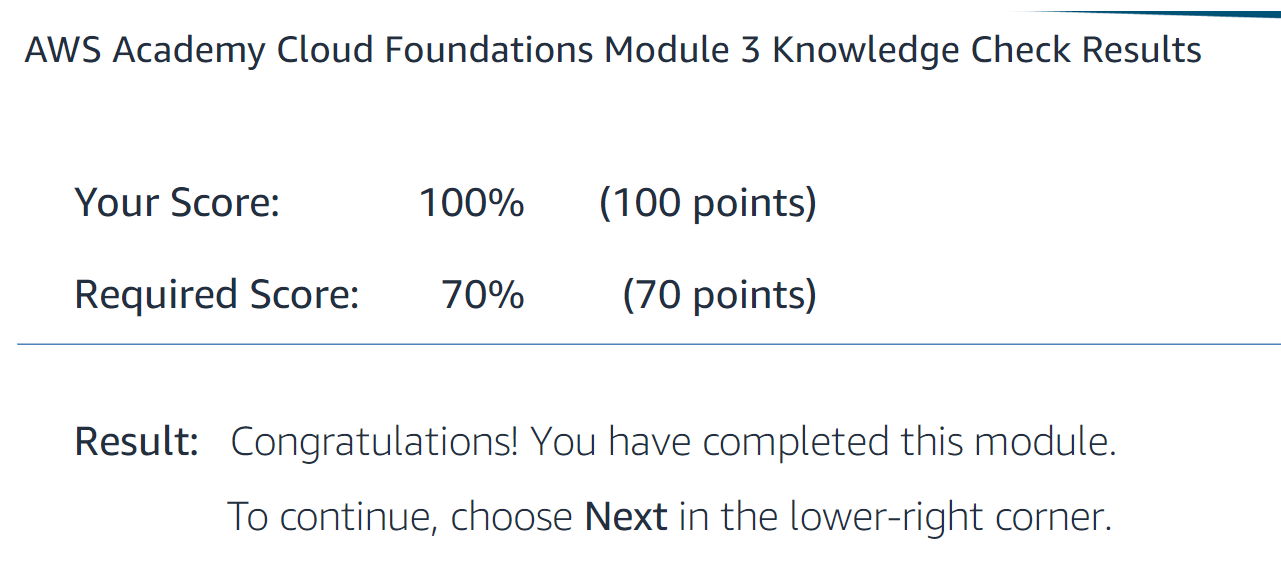 AWS Academy Cloud Foundations Module 3 Knowledge Check Results
Your Score: 100% (100 points)
Required Score: 70% (70 points)
Result: Congratulations! You have completed this module.
To continue, choose Next in the lower-right corner.